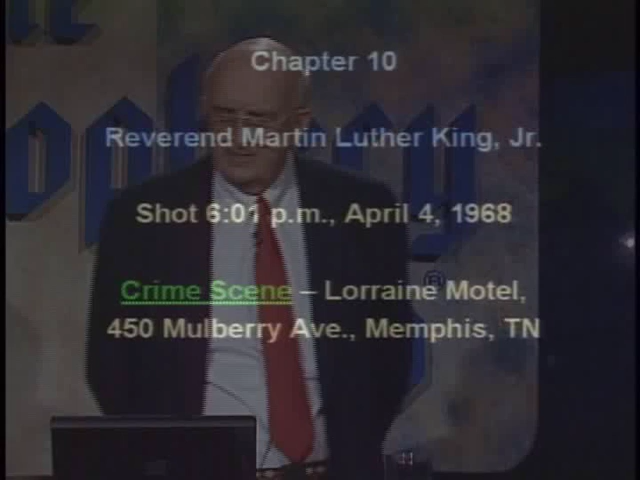 Chapter 10
Reverend Martin Luther King, Jr.
Shot 6:01 p.m., April 4, 1968
Crime Scene – Lorraine Motel,
450 Mulberry Ave., Memphis, TN
®